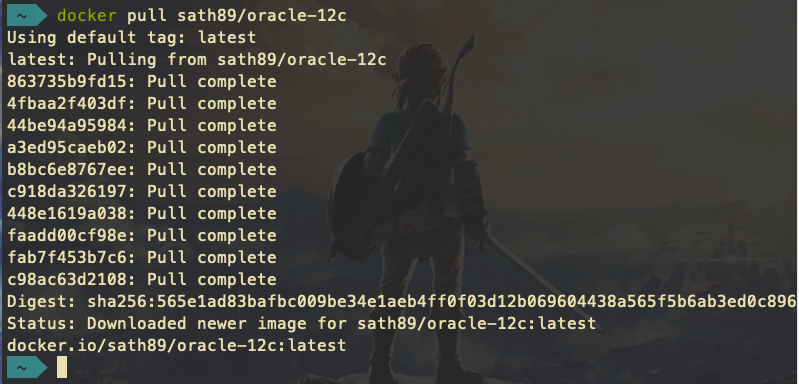 ~ docker pull sath89/oracle-12c
Using default tag: latest
latest: Pulling from sath89/oracle-12c
863735b9fd15: Pull complete
4fbaa2f403df: Pull complete
44be94a95984: Pull complete
a3ed95caeb02: Pull complete
b8bc6e8767ee: Pull complete
c918da326197: Pull complete
448e1619a038: Pull complete
faadd00cf98e: Pull complete
fab7f453b7c6: Pull complete
c98ac63d2108: Pull complete
Digest: sha256:565e1ad83bafbc009be34e1aeb4ff0f03d12b069604438a565f5b6ab3ed0c896
Status: Downloaded newer image for sath89/oracle-12c:latest
docker.io/sath89/oracle-12c:latest
~